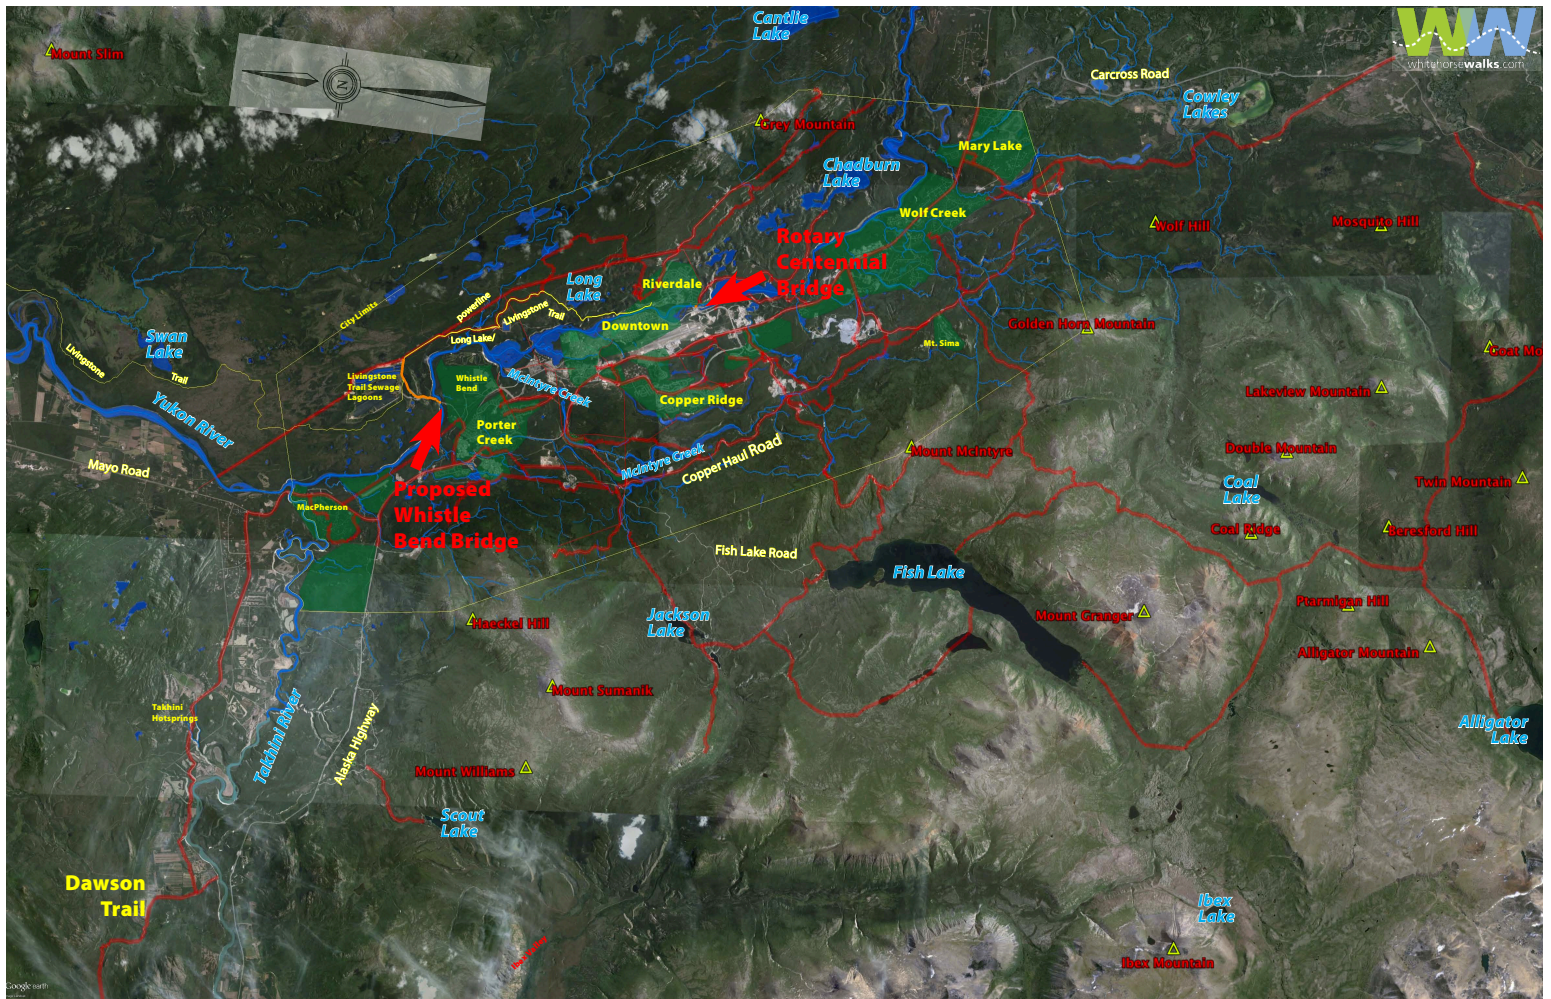 Cantlie
Lake
WW
whitehorsewalks.com
Mount Slim
N
Carcross Road
Cowley
Lakes
Grey Mountain
Mary Lake
Chadburn
Lake
Wolf Creek
Wolf Hill
Mosquito Hill
Rotary
Centennial
Bridge
Riverdale
Long
Lake
powerline
City Limits
Livingstone
Trail
Downtown
Long Lake/
Golden Horn Mountain
Mt. Sima
Goat Mo
Swan
Lake
Livingstone
Trail
Livingstone
Trail Sewage
Lagoons
Whistle
Bend
McIntyre Creek
Copper Ridge
Lakeview Mountain
Yukon River
Porter
Creek
McIntyre Creek
Copper Haul Road
Mount McIntyre
Double Mountain
Mayo Road
Coal
Lake
Twin Mountain
Proposed
Whistle
Bend Bridge
MacPherson
Coal Ridge
Beresford Hill
Fish Lake Road
Fish Lake
Jackson
Lake
Haeckel Hill
Mount Granger
Ptarmigan Hill
Alligator Mountain
Mount Sumanik
Takhini
Hotsprings
Takhini River
Alaska Highway
Alligator
Lake
Mount Williams
Scout
Lake
Dawson
Trail
Ibex
Lake
Ibex Mountain
Google earth